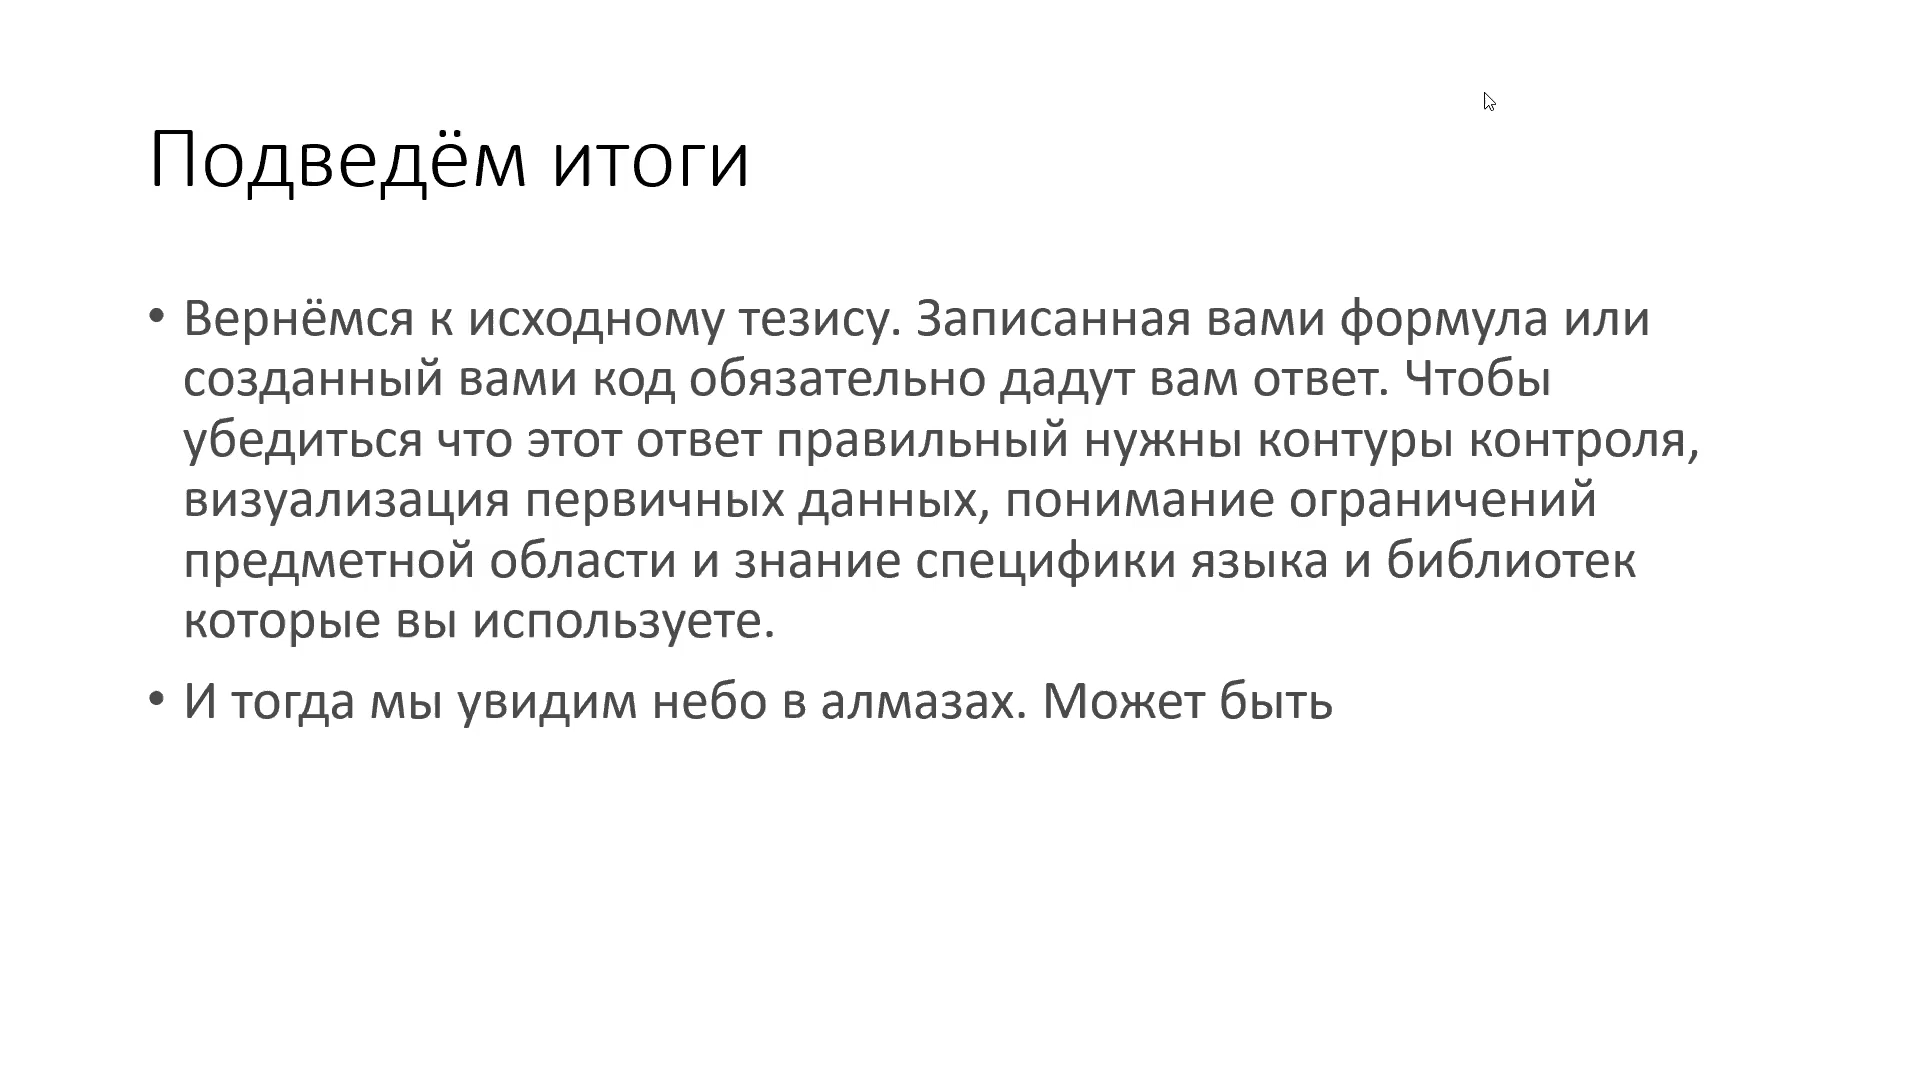 Подведём итоги
• Вернёмся к исходному тезису. Записанная вами формула или
созданный вами код обязательно дадут вам ответ. Чтобы
убедиться что этот ответ правильный нужны контуры контроля,
визуализация первичных данных, понимание ограничений
предметной области и знание специфики языка и библиотек
которые вы используете.
• И тогда мы увидим небо в алмазах. Может быть